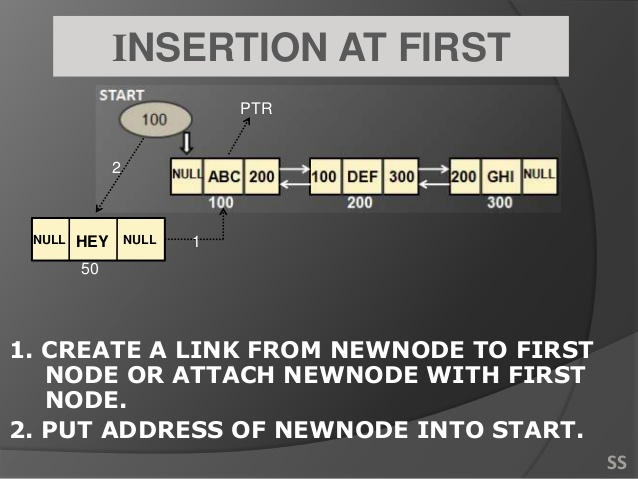 INSERTION AT FIRST
START
100
PTR
2
NULL ABC 200
100 DEF 300
200 GHI NULL
100
200
300
NULL HEY NULL
1
50
1. CREATE A LINK FROM NEWNODE TO FIRST
NODE OR ATTACH NEWNODE WITH FIRST
NODE.
2. PUT ADDRESS OF NEWNODE INTO START.
SS